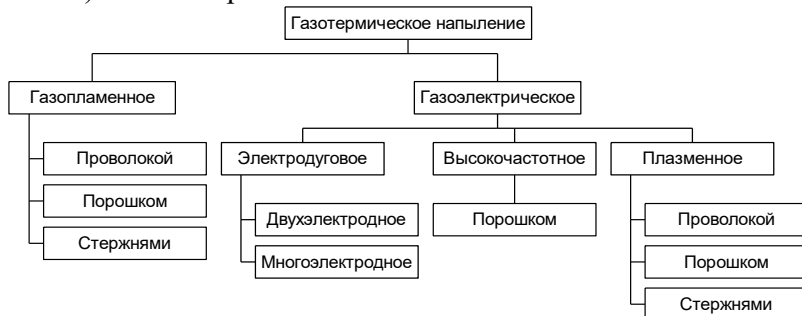 Газотермическое напыление
Газопламенное
Газоэлектрическое
Проволокой
Электродуговое
Высокочастотное
Плазменное
Порошком
Двухэлектродное
Порошком
Проволокой
Стержнями
Многоэлектродное
Порошком
Стержнями